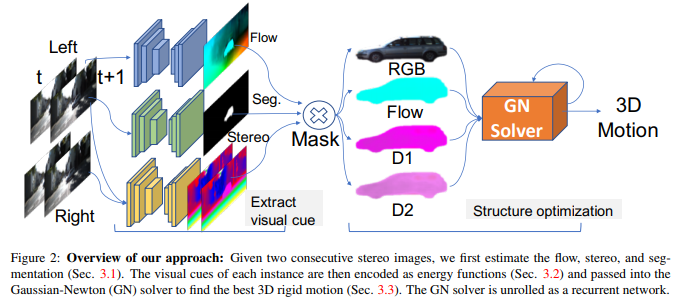 Left
t
t+1
Flow
Seg.
Stereo
Right
Extract
visual cue
Mask
RGB
Flow
D1
D2
GN
Solver
3D
Motion
Structure optimization
Figure 2: Overview of our approach: Given two consecutive stereo images, we first estimate the flow, stereo, and seg-
mentation (Sec. 3.1). The visual cues of each instance are then encoded as energy functions (Sec. 3.2) and passed into the
Gaussian-Newton (GN) solver to find the best 3D rigid motion (Sec. 3.3). The GN solver is unrolled as a recurrent network.